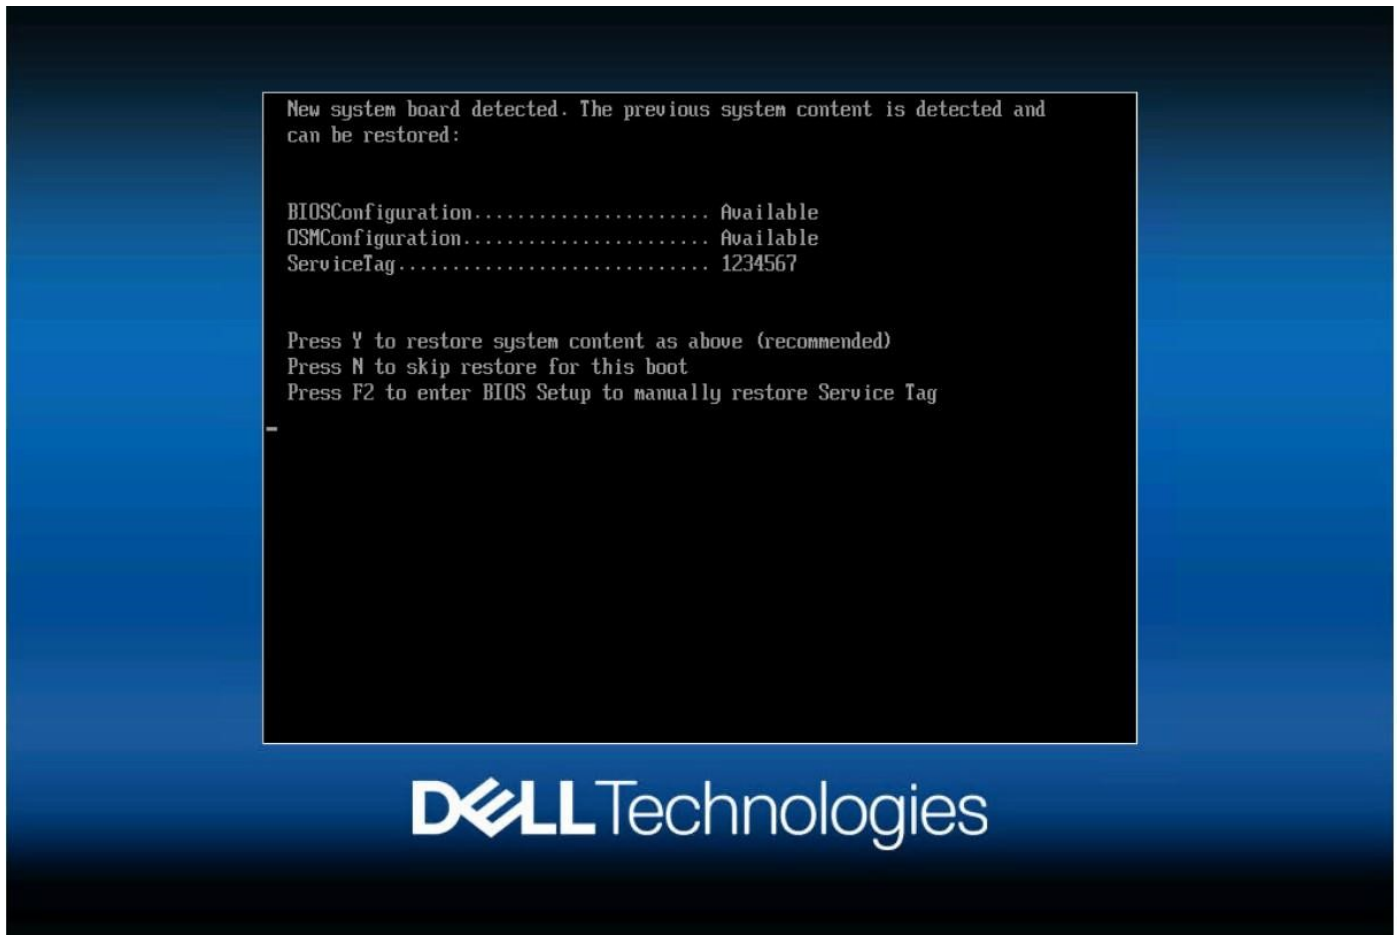 New system board detected. The previous system content is detected and
can be restored:
BIOSConfiguration...................... Available
OSMConfiguration....................... Available
ServiceTag............................. 1234567
Press Y to restore system content as above (recommended)
Press N to skip restore for this boot
Press F2 to enter BIOS Setup to manually restore Service Tag
DELL Technologies